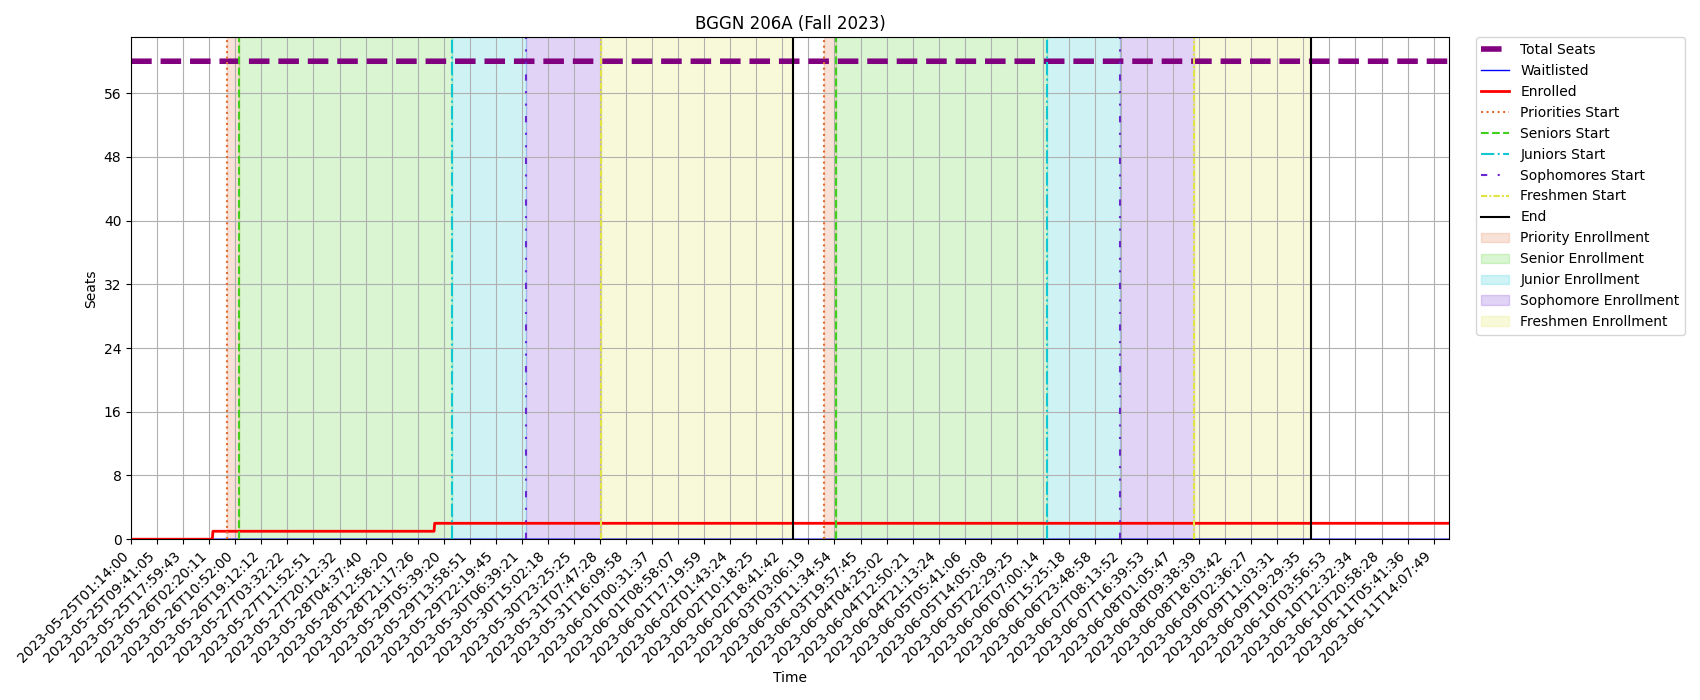 BGGN 206A (Fall 2023)
Seats
56
48
40
32
24
16
8
0
2023-05-25T01:14:00
2023-05-25T09:41:05
2023-05-25T17:59:43
2023-05-26T02:20:11
2023-05-26T10:52:00
2023-05-26T19:12:12
2023-05-27T03:32:22
2023-05-27T11:52:51
2023-05-27T20:12:32
2023-05-28T04:37:40
2023-05-28T12:58:20
2023-05-28T21:17:26
2023-05-29T05:39:20
2023-05-29T13:58:51
2023-05-29T22:19:45
2023-05-30T06:39:21
2023-05-30T15:02:18
2023-05-30T23:25:25
2023-05-31T07:47:28
2023-05-31T16:09:58
2023-06-01T00:31:37
2023-06-01T08:58:07
2023-06-01T17:19:59
2023-06-02T01:43:24
2023-06-02T10:18:25
2023-06-02T18:41:42
2023-06-03T03:06:19
2023-06-03T11:34:54
2023-06-03T19:57:45
2023-06-04T04:25:02
2023-06-04T12:50:21
2023-06-04T21:13:24
2023-06-05T05:41:06
2023-06-05T14:05:08
2023-06-05T22:29:25
2023-06-06T07:00:14
2023-06-06T15:25:18
2023-06-06T23:48:58
2023-06-07T08:13:52
2023-06-07T16:39:53
2023-06-08T01:05:47
2023-06-08T09:38:39
2023-06-08T18:03:42
2023-06-09T02:36:27
2023-06-09T11:03:31
2023-06-09T19:29:35
2023-06-10T03:56:53
2023-06-10T12:32:34
2023-06-10T20:58:28
2023-06-11T05:41:36
2023-06-11T14:07:49
Time
Total Seats
Waitlisted
Enrolled
Priorities Start
Seniors Start
Juniors Start
Sophomores Start
Freshmen Start
End
Priority Enrollment
Senior Enrollment
Junior Enrollment
Sophomore Enrollment
Freshmen Enrollment